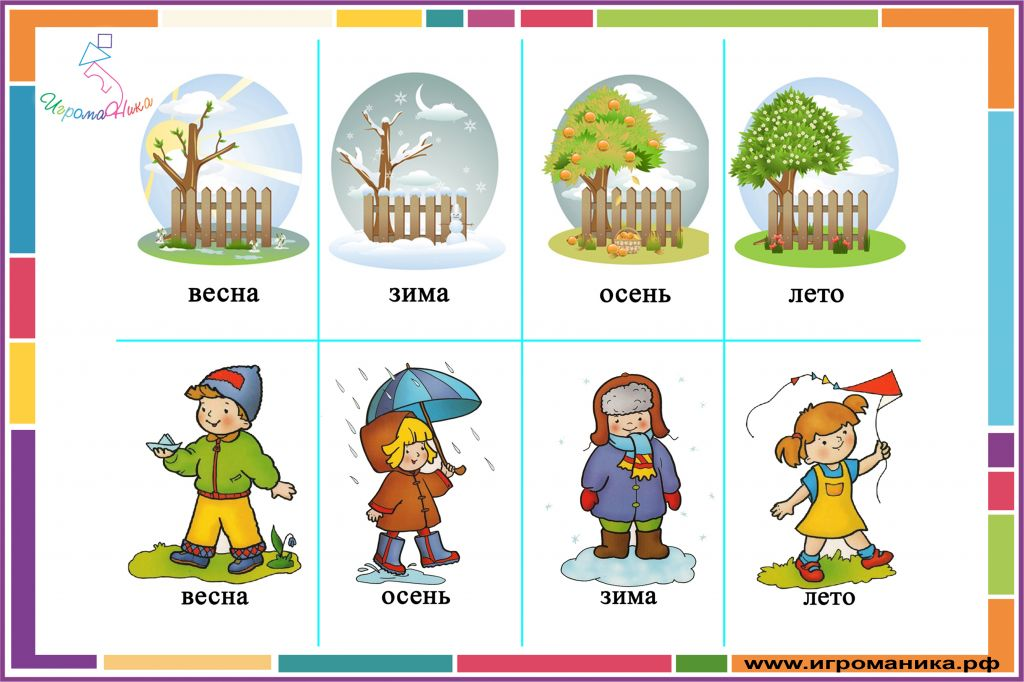 ИгромаНика
весна
зима
осень
лето
весна
осень
зима
лето
www.игроманика.рф